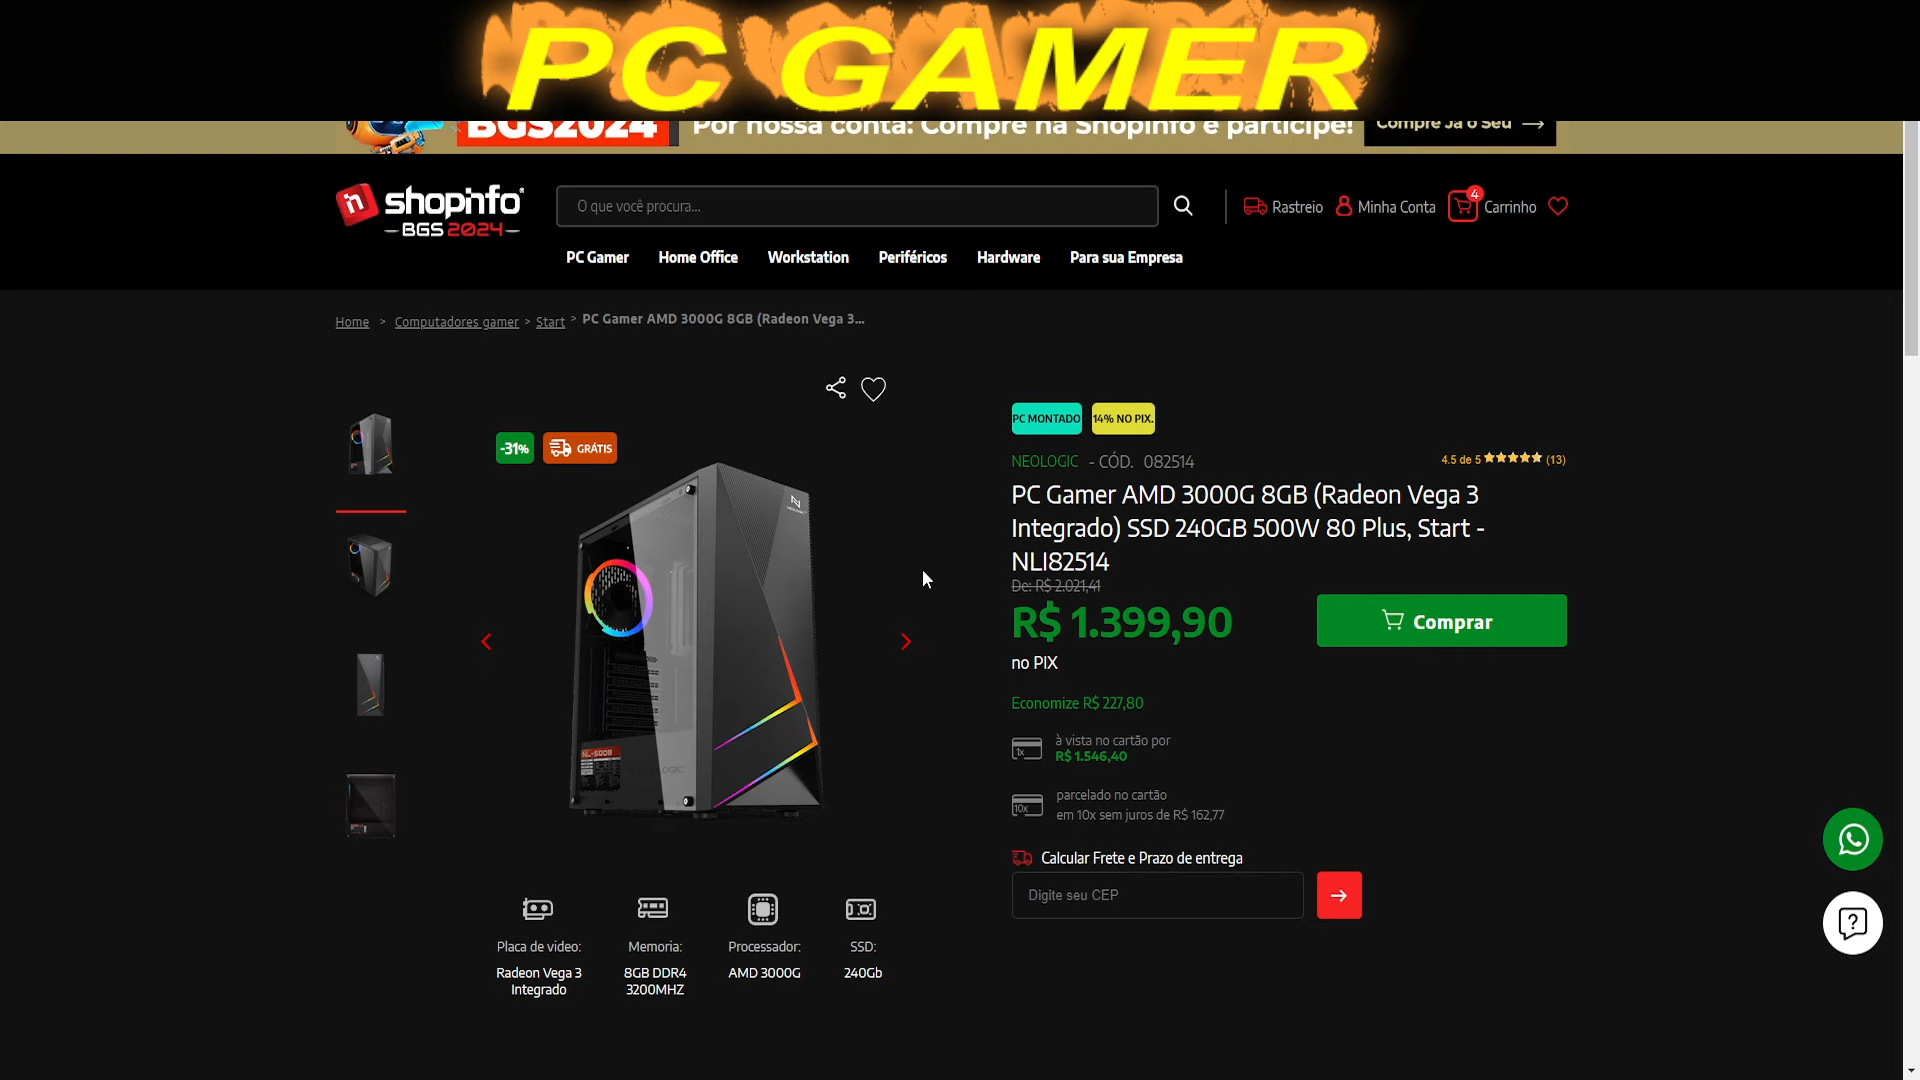 PC GAMER
BGS2024 Por nossa conta: Compre na Shopinfo e participe! Compre Já o Seu
shopinfo
BGS 2024
O que você procura...
Rastreio Minha Conta 4 Carrinho
PC Gamer Home Office Workstation Periféricos Hardware Para sua Empresa
Home > Computadores gamer > Start > PC Gamer AMD 3000G 8GB (Radeon Vega 3...
PC MONTADO 14% NO PIX.
-31% GRÁTIS
NEOLOGIC - CÓD. 082514
4.5 de 5 (13)
PC Gamer AMD 3000G 8GB (Radeon Vega 3
Integrado) SSD 240GB 500W 80 Plus, Start -
NLI82514
De: R$ 2.021,41
R$ 1.399,90
Comprar
no PIX
Economize R$ 227,80
1x
à vista no cartão por
R$ 1.546,40
10x
parcelado no cartão
em 10x sem juros de R$ 162,77
Calcular Frete e Prazo de entrega
Digite seu CEP
NL-500B
Placa de video: Memoria: Processador: SSD:
Radeon Vega 3 8GB DDR4 AMD 3000G 240Gb
Integrado 3200MHZ